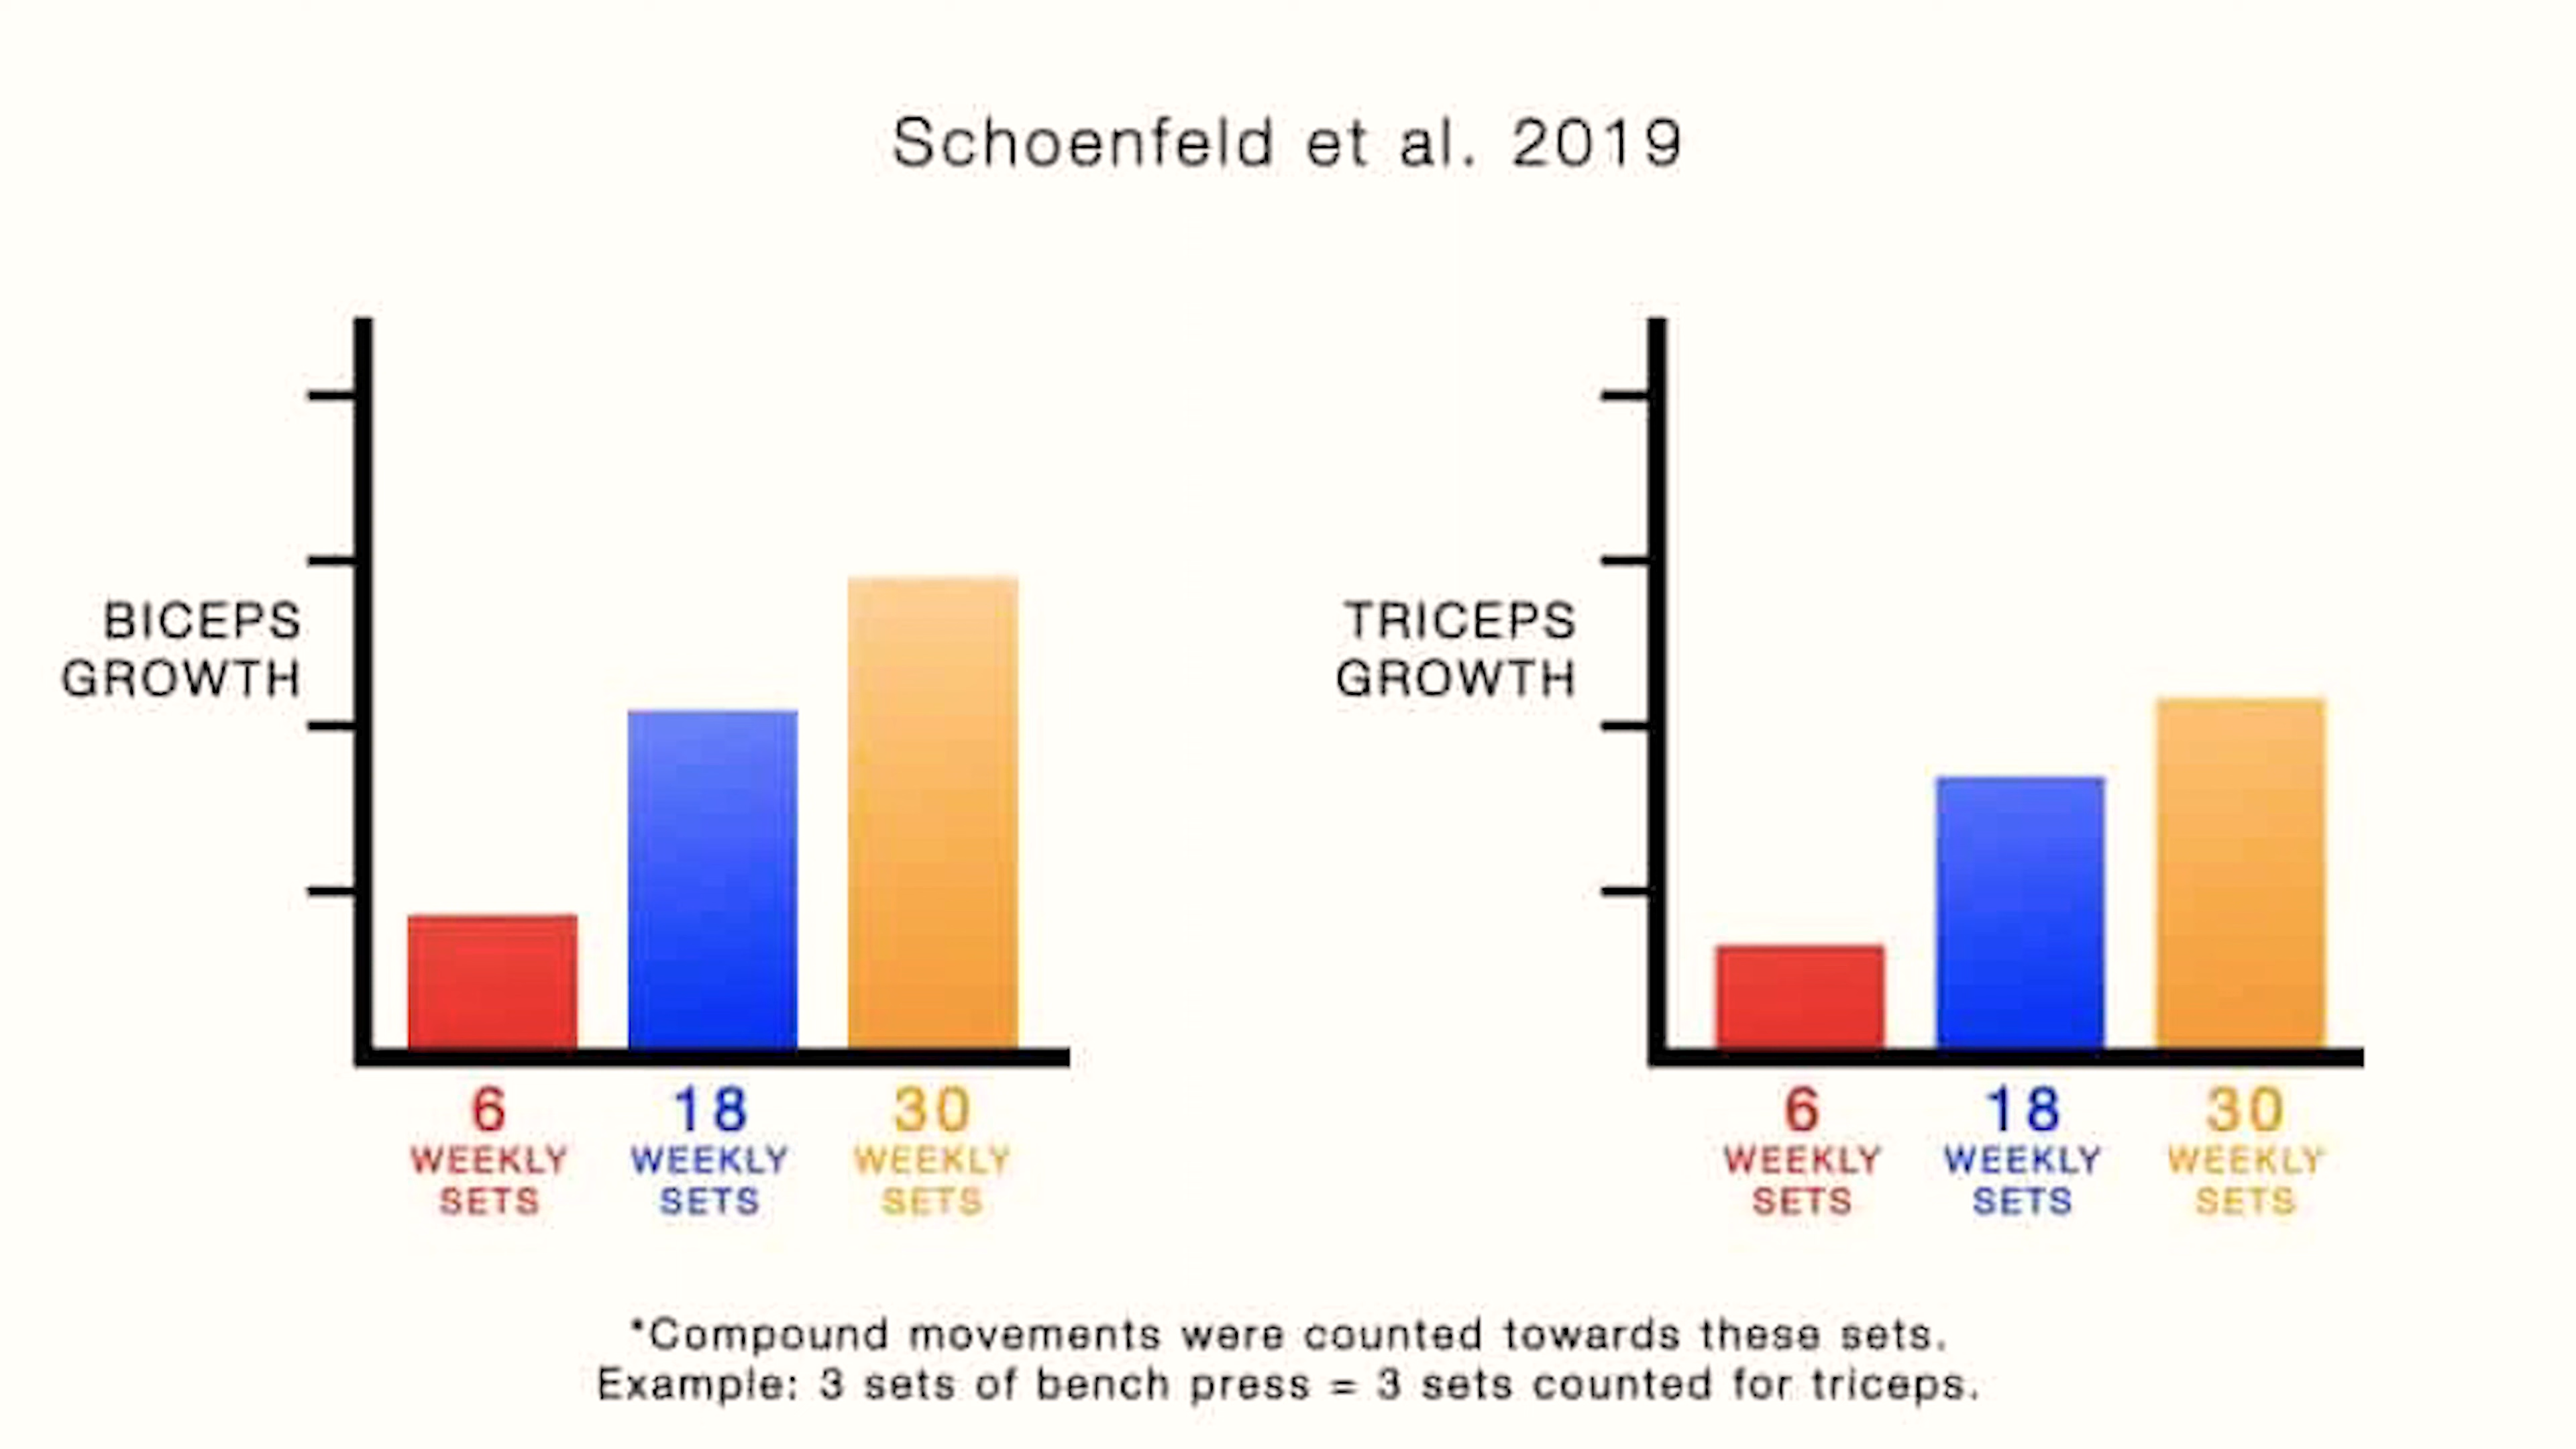 Schoenfeld et al. 2019
BICEPS
GROWTH
6
WEEKLY
SETS
18
WEEKLY
SETS
30
WEEKLY
SETS
TRICEPS
GROWTH
6
WEEKLY
SETS
18
WEEKLY
SETS
30
WEEKLY
SETS
*Compound movements were counted towards these sets.
Example: 3 sets of bench press = 3 sets counted for triceps.